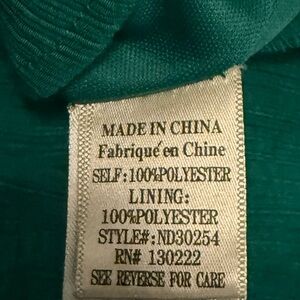 MADE IN CHINA
Fabriqué en Chine
SELF:100%POLYESTER
LINING:
100%POLYESTER
STYLE#:ND30254
RN# 130222
SEE REVERSE FOR CARE